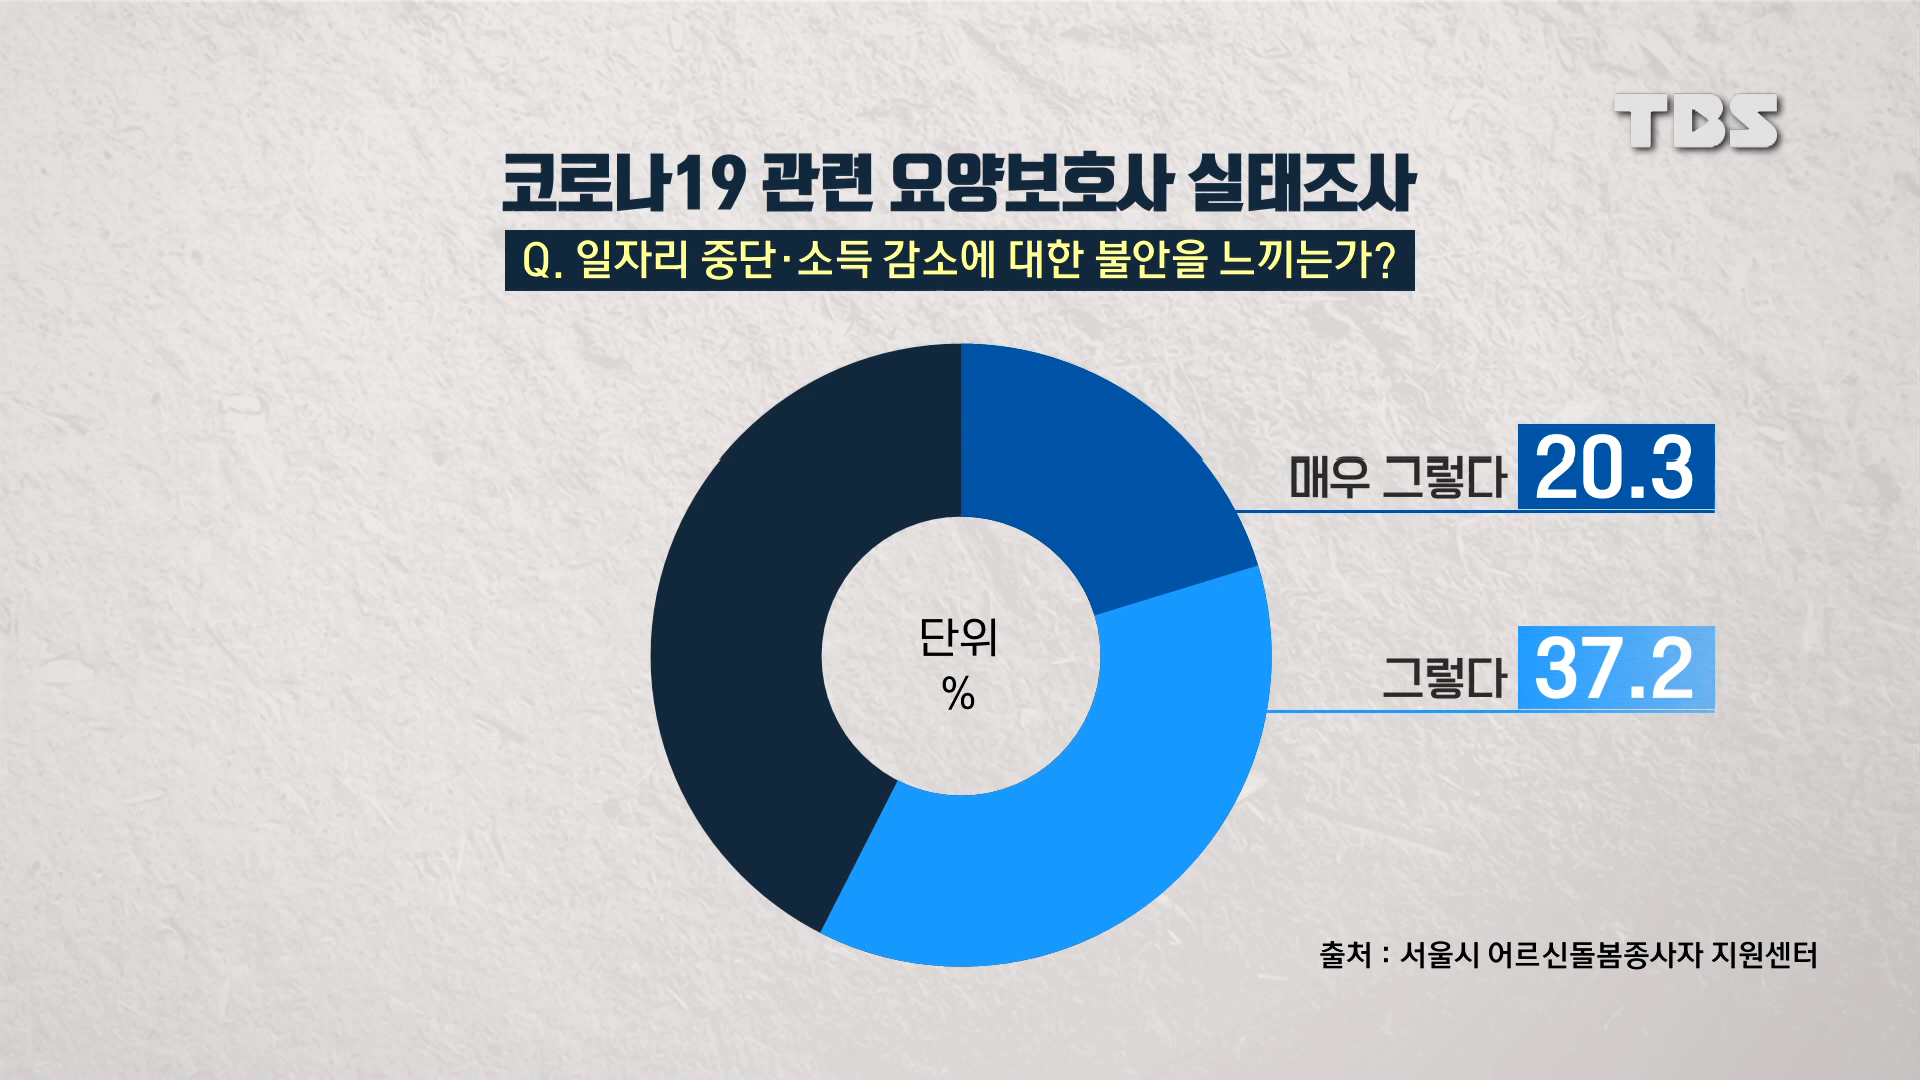 TBS
코로나19 관련 요양보호사 실태조사
Q. 일자리 중단·소득 감소에 대한 불안을 느끼는가?
매우 그렇다 20.3
단위
%
그렇다 37.2
출처 : 서울시 어르신돌봄종사자 지원센터